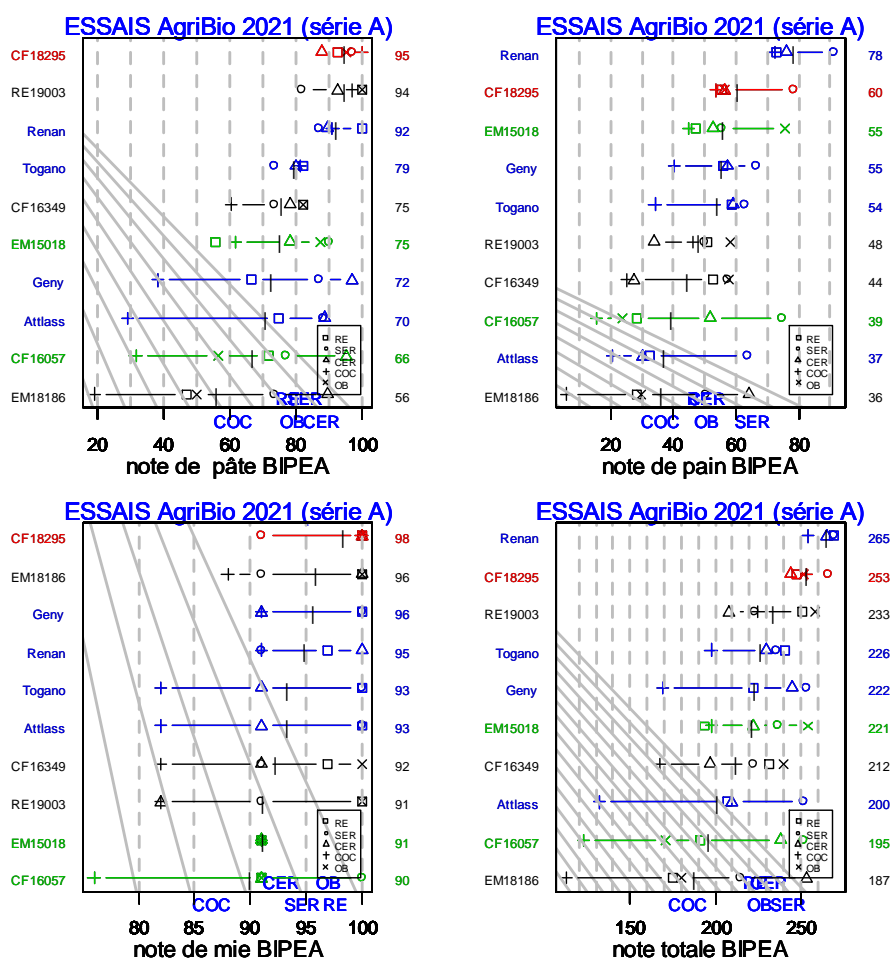 ESSAIS AgriBio 2021 (série A)
CF18295 95
RE19003 94
Renan 92
Togano 79
CF16349 75
EM15018 75
Geny 72
Attlass 70
CF16057 66
EM18186 56
RE
SER
CER
COC
OB
RE SER
COC OB CER
20 40 60 80 100
note de pâte BIPEA
ESSAIS AgriBio 2021 (série A)
Renan 78
CF18295 60
EM15018 55
Geny 55
Togano 54
RE19003 48
CF16349 44
CF16057 39
Attlass 37
EM18186 36
RE
SER
CER
COC
OB
COC OB SER
20 40 60 80
note de pain BIPEA
ESSAIS AgriBio 2021 (série A)
CF18295 98
EM18186 96
Geny 96
Renan 95
Togano 93
Attlass 93
CF16349 92
RE19003 91
EM15018 91
CF16057 90
RE
SER
CER
COC
OB
CER OB
COC SER RE
80 85 90 95 100
note de mie BIPEA
ESSAIS AgriBio 2021 (série A)
Renan 265
CF18295 253
RE19003 233
Togano 226
Geny 222
EM15018 221
CF16349 212
Attlass 200
CF16057 195
EM18186 187
RE
SER
CER
COC
OB
COC OB SER
150 200 250
note totale BIPEA